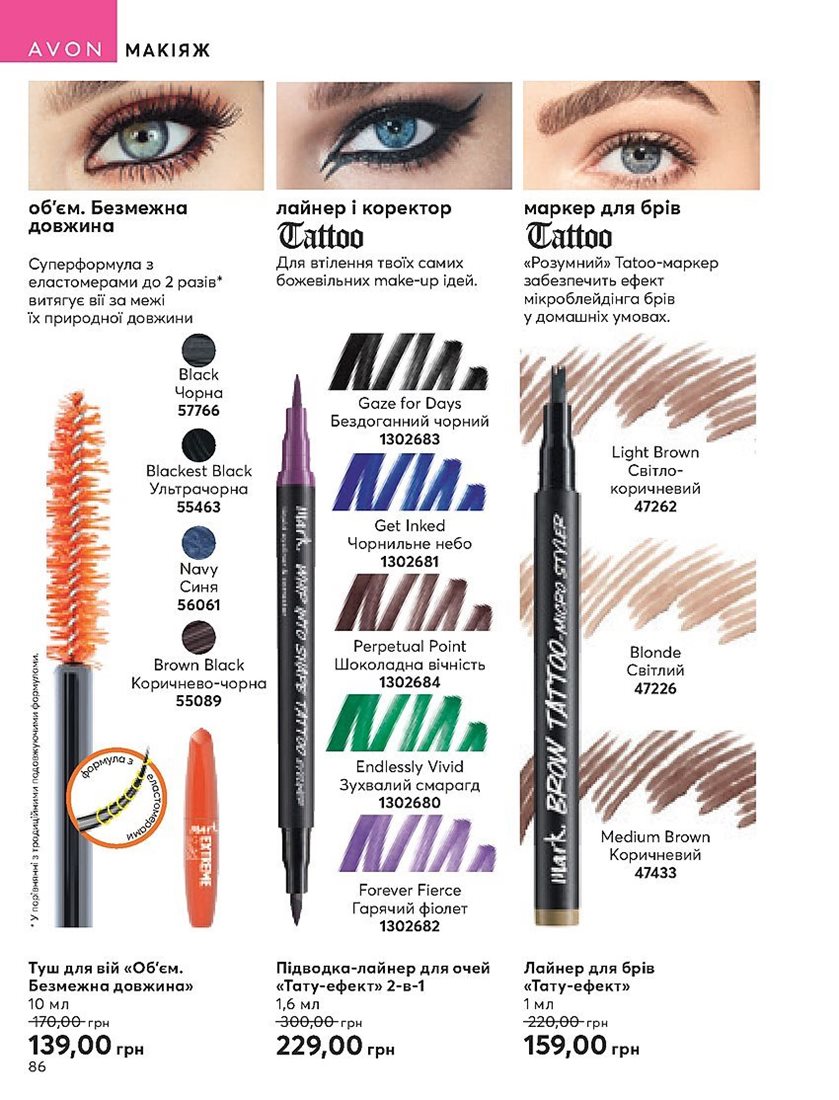 AVON МАКІЯЖ
об'єм. Безмежна
довжина
Суперформула з
еластомерами до 2 разів*
витягує вії за межі
їх природної довжини
Black
Чорна
57766
Blackest Black
Ультрачорна
55463
Navy
Синя
56061
Brown Black
Коричнево-чорна
55089
формула з
еластомерами
* У порівнянні з традиційними подовжуючими формулами.
mark.
EXTREME
Туш для вій «Об'єм.
Безмежна довжина»
10 мл
170,00 грн
139,00 грн
лайнер і коректор
Tattoo
Для втілення твоїх самих
божевільних make-up ідей.
mark. WING INTO SHAPE TATTOO
Gaze for Days
Бездоганний чорний
1302683
Get Inked
Чорнильне небо
1302681
Perpetual Point
Шоколадна вічність
1302684
Endlessly Vivid
Зухвалий смарагд
1302680
Forever Fierce
Гарячий фіолет
1302682
Підводка-лайнер для очей
«Тату-ефект» 2-в-1
1,6 мл
300,00 грн
229,00 грн
маркер для брів
Tattoo
«Розумний» Tatoo-маркер
забезпечить ефект
мікроблейдінга брів
у домашніх умовах.
mark. BROW TATTOO MICRO STYLER
Light Brown
Світло-
коричневий
47262
Blonde
Світлий
47226
Medium Brown
Коричневий
47433
Лайнер для брів
«Тату-ефект»
1 мл
220,00 грн
159,00 грн
86